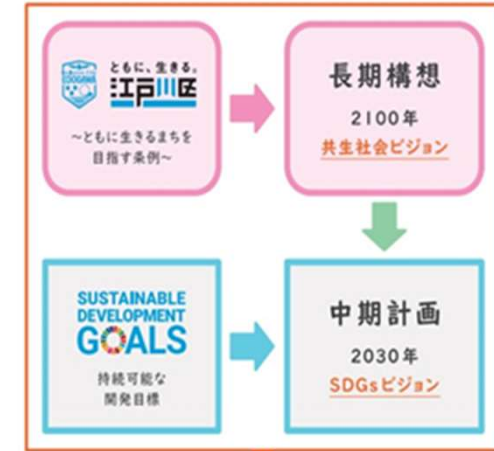 ともに、生きる。
江戸川区
～ともに生きるまちを
目指す条例～
長期構想
2100年
共生社会ビジョン
SUSTAINABLE
DEVELOPMENT
GOALS
持続可能な
開発目標
中期計画
2030年
SDGsビジョン